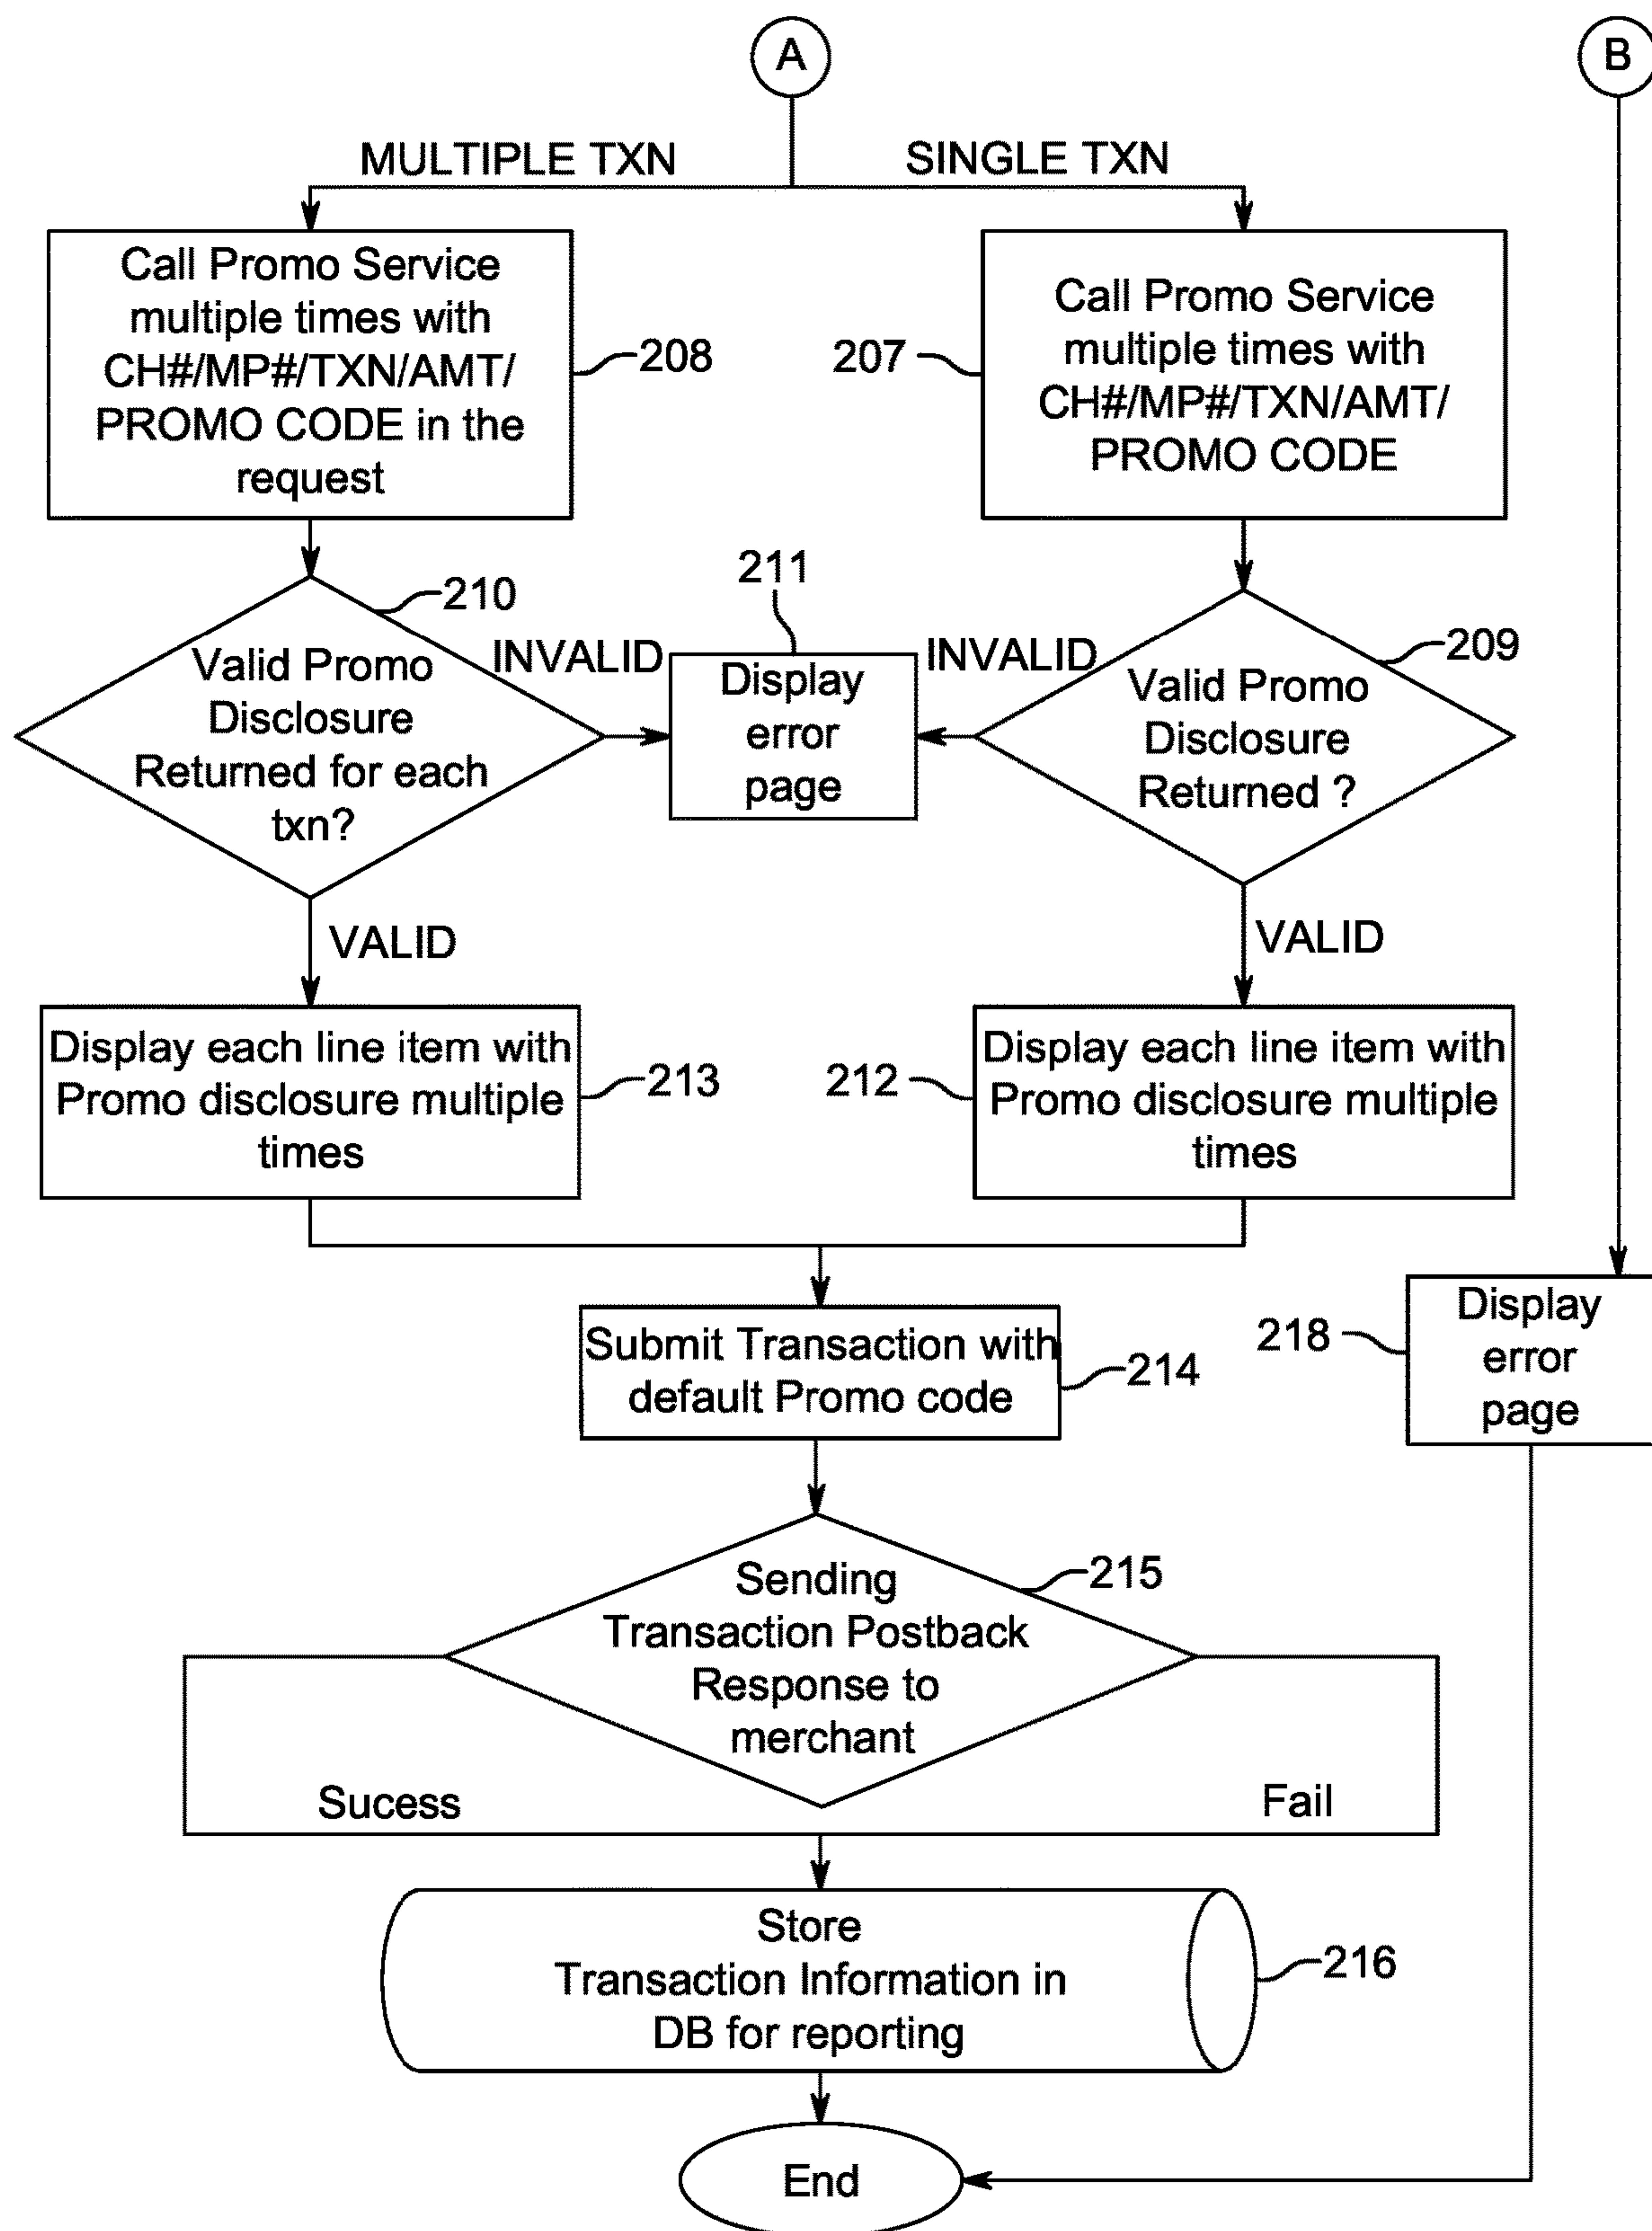 A
B
MULTIPLE TXN
SINGLE TXN
Call Promo Service
multiple times with
CH#/MP#/TXN/AMT/
PROMO CODE in the
request
208
207
Call Promo Service
multiple times with
CH#/MP#/TXN/AMT/
PROMO CODE
210
Valid Promo
Disclosure
Returned for each
txn?
INVALID
211
Display
error
page
INVALID
209
Valid Promo
Disclosure
Returned ?
VALID
VALID
Display each line item with
Promo disclosure multiple
times
213
212
Display each line item with
Promo disclosure multiple
times
Submit Transaction with
default Promo code
214
218
Display
error
page
Sending
Transaction Postback
Response to
merchant
215
Sucess
Fail
Store
Transaction Information in
DB for reporting
216
End